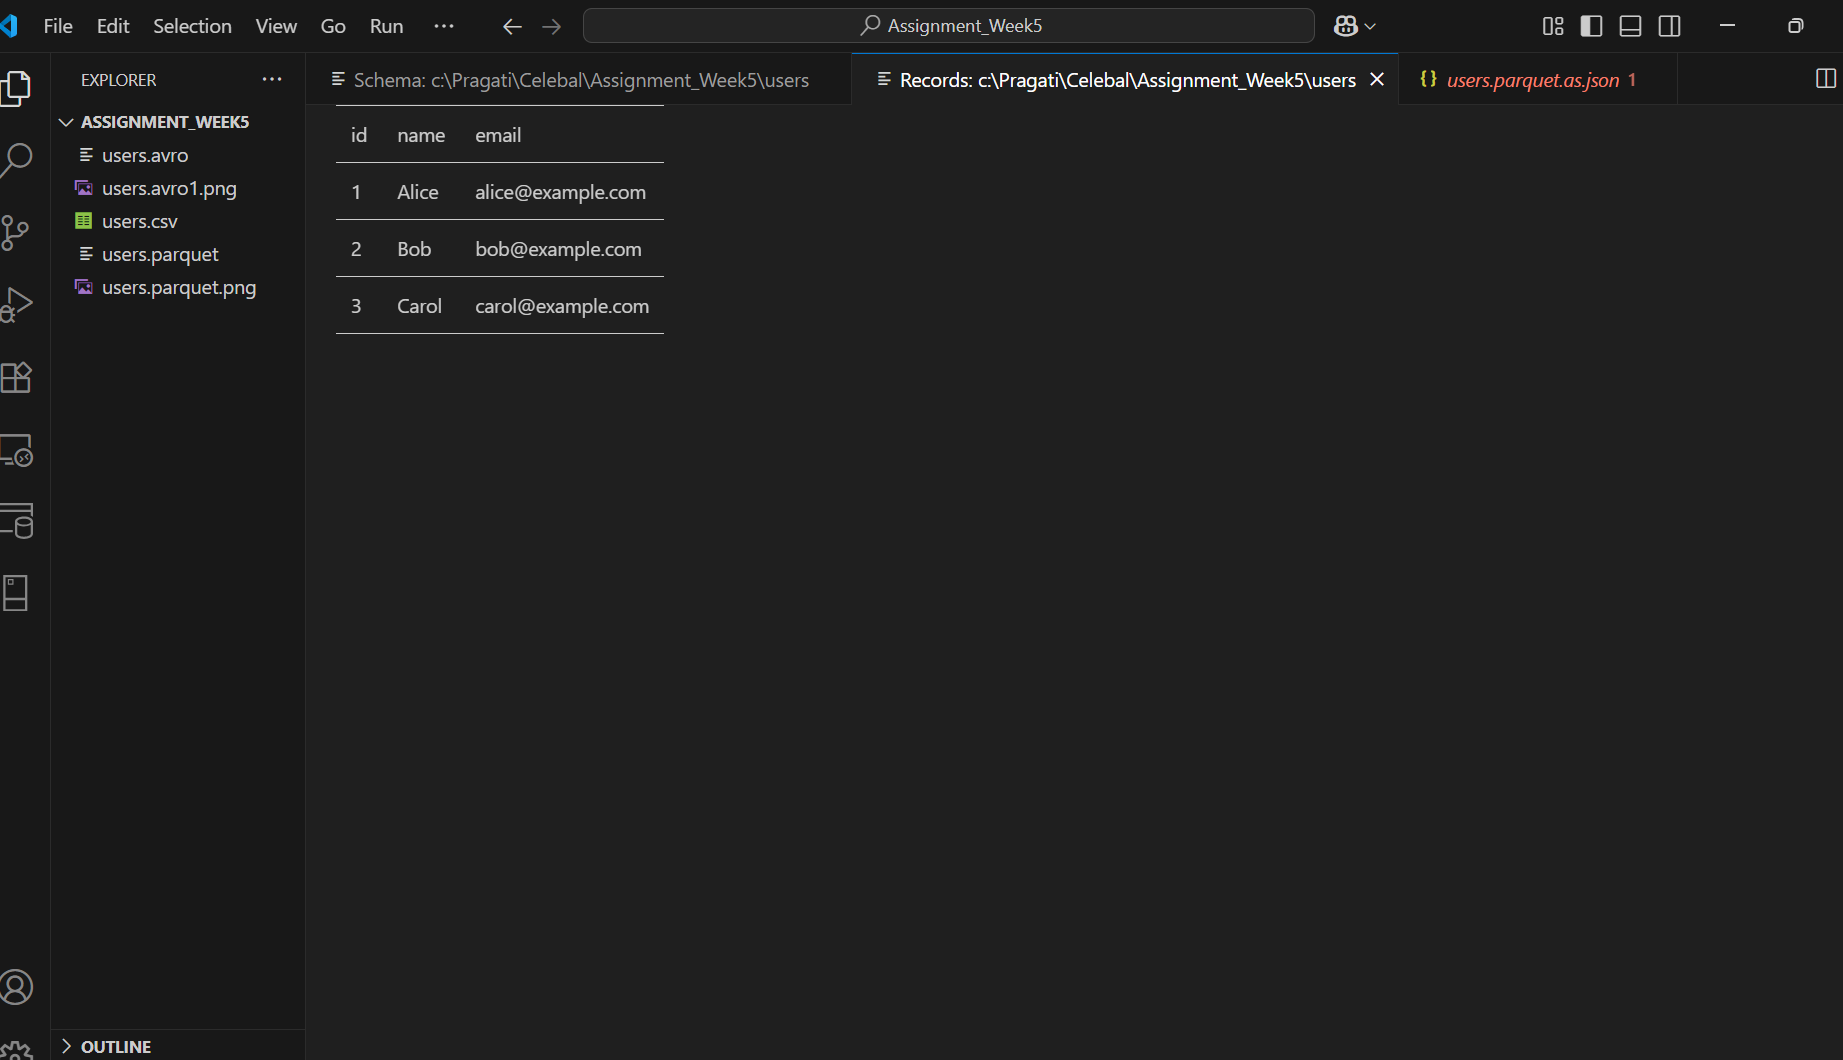 File Edit Selection View Go Run ··· Assignment_Week5
EXPLORER ···
Schema: c:\Pragati\Celebal\Assignment_Week5\users
Records: c:\Pragati\Celebal\Assignment_Week5\users
{} users.parquet.as.json 1
ASSIGNMENT_WEEK5
users.avro
users.avro1.png
users.csv
users.parquet
users.parquet.png
id name email
1 Alice alice@example.com
2 Bob bob@example.com
3 Carol carol@example.com
OUTLINE